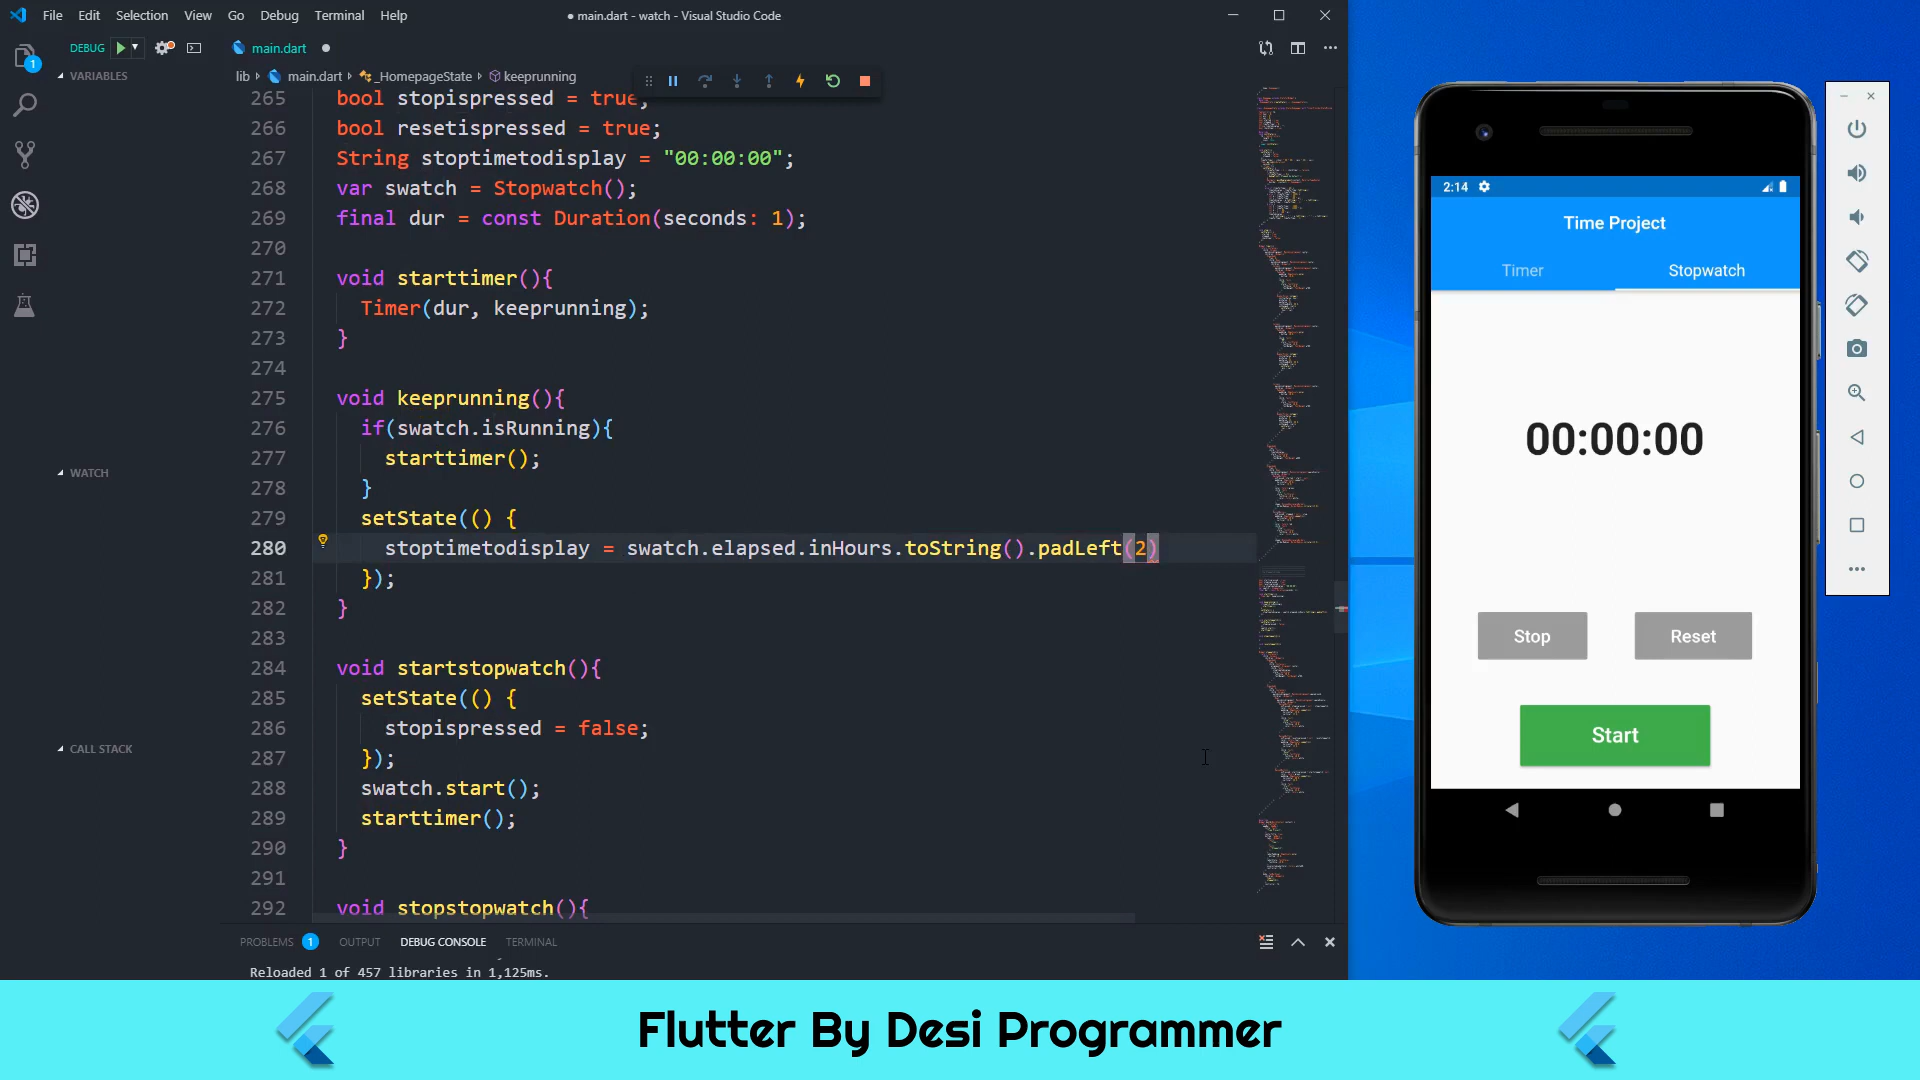 File Edit Selection View Go Debug Terminal Help
● main.dart - watch - Visual Studio Code
DEBUG
main.dart
VARIABLES
lib main.dart _HomepageState keeprunning
265 bool stopispressed = true;
266 bool resetispressed = true;
267 String stoptimetodisplay = "00:00:00";
268 var swatch = Stopwatch();
269 final dur = const Duration(seconds: 1);
270
271 void starttimer(){
272 Timer(dur, keeprunning);
273 }
274
275 void keeprunning(){
276 if(swatch.isRunning){
277 starttimer();
278 }
279 setState(() {
280 stoptimetodisplay = swatch.elapsed.inHours.toString().padLeft(2)
281 });
282 }
283
284 void startstopwatch(){
285 setState(() {
286 stopispressed = false;
287 });
288 swatch.start();
289 starttimer();
290 }
291
292 void stopstopwatch(){
WATCH
CALL STACK
1
PROBLEMS 1 OUTPUT DEBUG CONSOLE TERMINAL
Reloaded 1 of 457 libraries in 1,125ms.
2:14
Time Project
Timer Stopwatch
00:00:00
Stop Reset
Start
Flutter By Desi Programmer